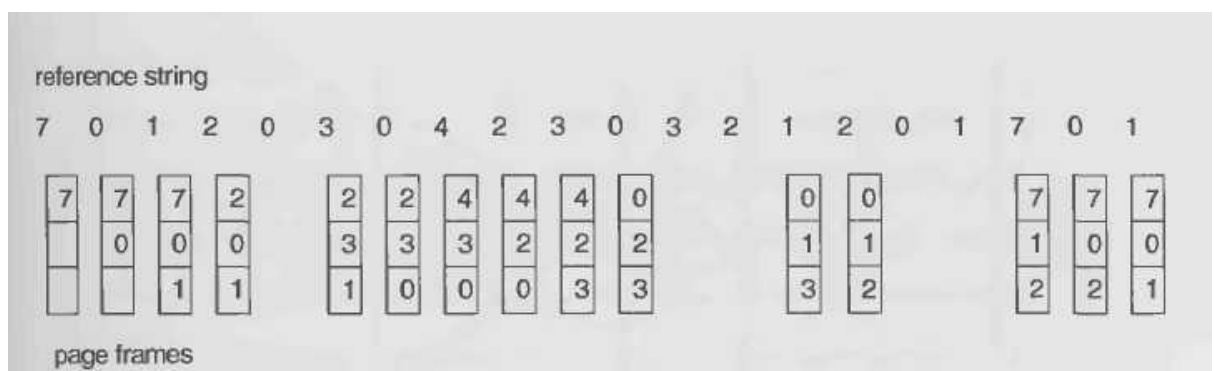 reference string
7 0 1 2 0 3 0 4 2 3 0 3 2 1 2 0 1 7 0 1
7 7 7 2 2 2 4 4 4 0 0 0 7 7 7
0 0 0 3 3 3 2 2 2 1 1 1 0 0
1 1 1 0 0 0 3 3 3 2 2 2 1
page frames